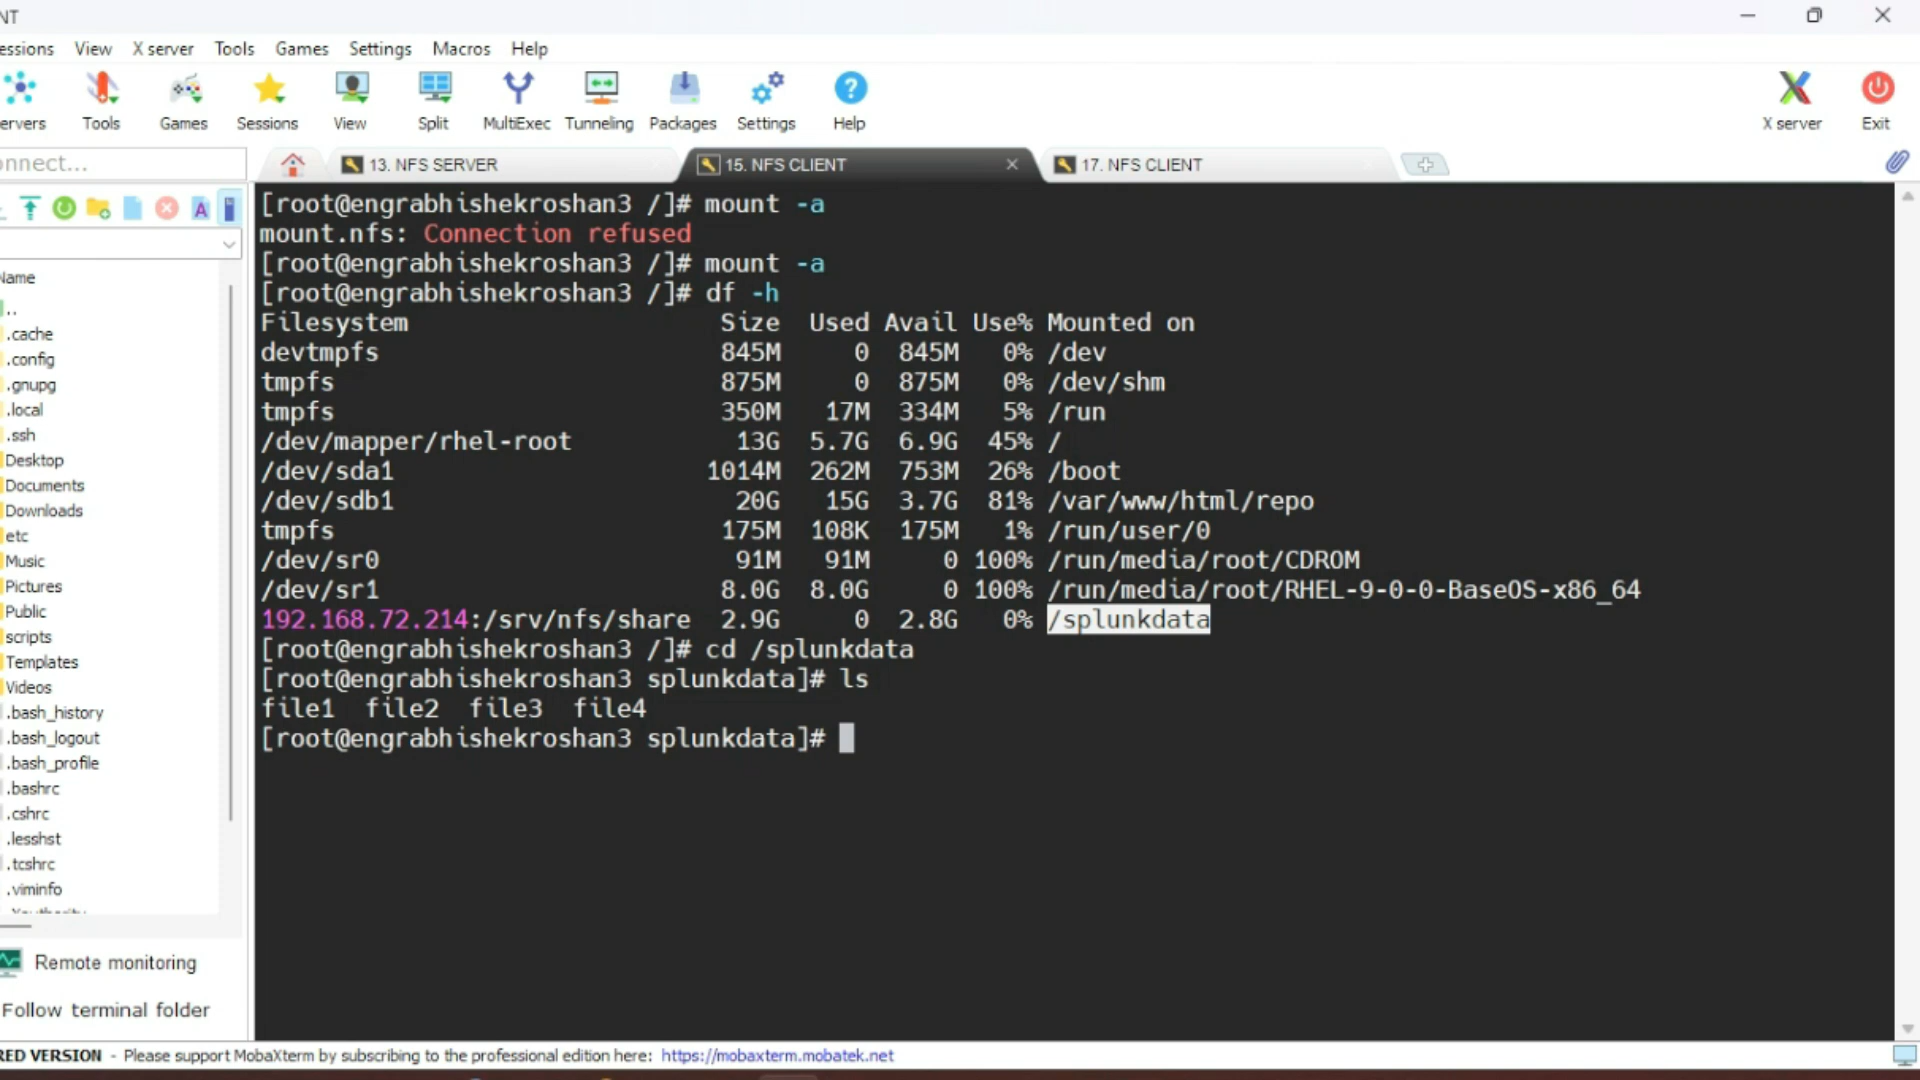 NT
essions View X server Tools Games Settings Macros Help
ervers Tools Games Sessions View Split MultiExec Tunneling Packages Settings Help X server Exit
onnect... 13. NFS SERVER 15. NFS CLIENT 17. NFS CLIENT
Name
..
.cache
.config
.gnupg
.local
.ssh
Desktop
Documents
Downloads
etc
Music
Pictures
Public
scripts
Templates
Videos
.bash_history
.bash_logout
.bash_profile
.bashrc
.cshrc
.lesshst
.tcshrc
.viminfo
Remote monitoring
Follow terminal folder
[root@engrabhishekroshan3 /]# mount -a
mount.nfs: Connection refused
[root@engrabhishekroshan3 /]# mount -a
[root@engrabhishekroshan3 /]# df -h
Filesystem Size Used Avail Use% Mounted on
devtmpfs 845M 0 845M 0% /dev
tmpfs 875M 0 875M 0% /dev/shm
tmpfs 350M 17M 334M 5% /run
/dev/mapper/rhel-root 13G 5.7G 6.9G 45% /
/dev/sda1 1014M 262M 753M 26% /boot
/dev/sdb1 20G 15G 3.7G 81% /var/www/html/repo
tmpfs 175M 108K 175M 1% /run/user/0
/dev/sr0 91M 91M 0 100% /run/media/root/CDROM
/dev/sr1 8.0G 8.0G 0 100% /run/media/root/RHEL-9-0-0-BaseOS-x86_64
192.168.72.214:/srv/nfs/share 2.9G 0 2.8G 0% /splunkdata
[root@engrabhishekroshan3 /]# cd /splunkdata
[root@engrabhishekroshan3 splunkdata]# ls
file1 file2 file3 file4
[root@engrabhishekroshan3 splunkdata]#
RED VERSION - Please support MobaXterm by subscribing to the professional edition here: https://mobaxterm.mobatek.net